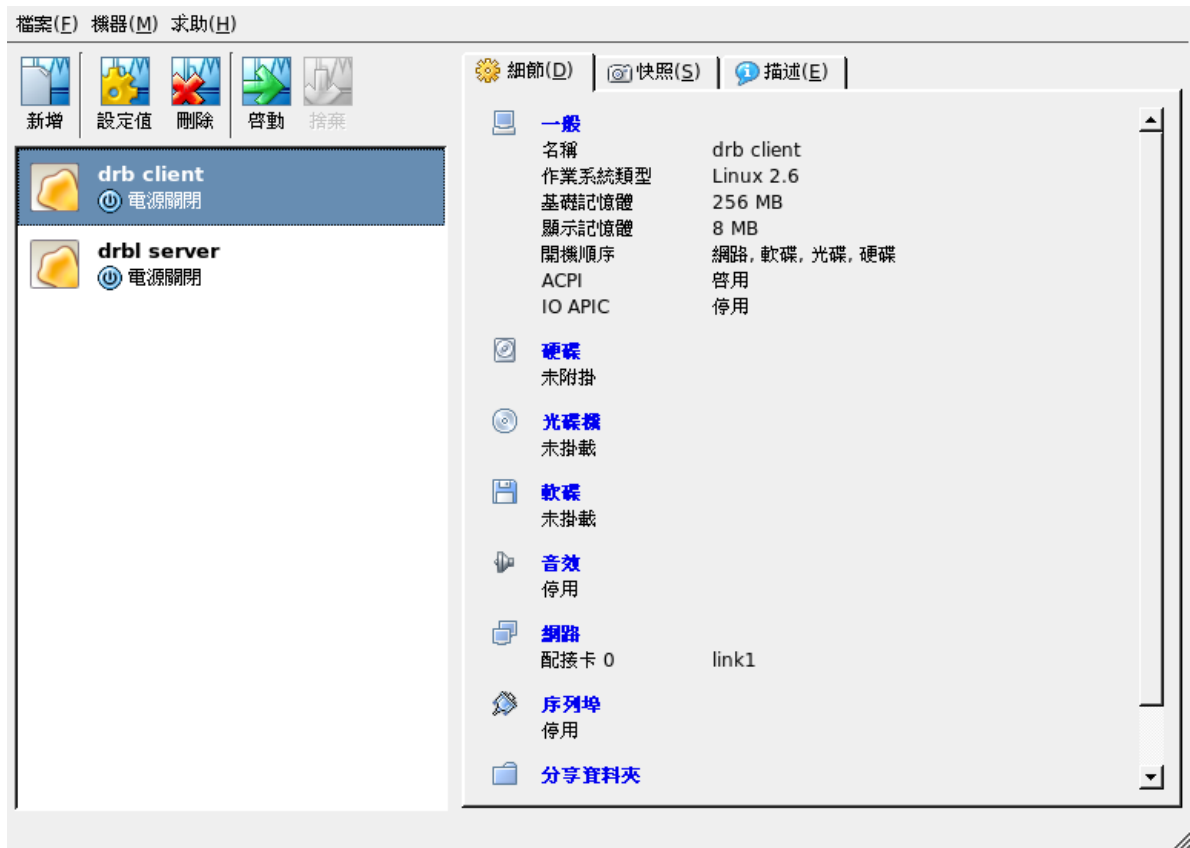 檔案(F) 機器(M) 求助(H)
新增 設定值 刪除 啓動 捨棄
drb client
電源關閉
drbl server
電源關閉
細節(D) 快照(S) 描述(E)
一般
名稱 drb client
作業系統類型 Linux 2.6
基礎記憶體 256 MB
顯示記憶體 8 MB
開機順序 網路, 軟碟, 光碟, 硬碟
ACPI 啓用
IO APIC 停用
硬碟
未附掛
光碟機
未掛載
軟碟
未掛載
音效
停用
網路
配接卡 0 link1
序列埠
停用
分享資料夾